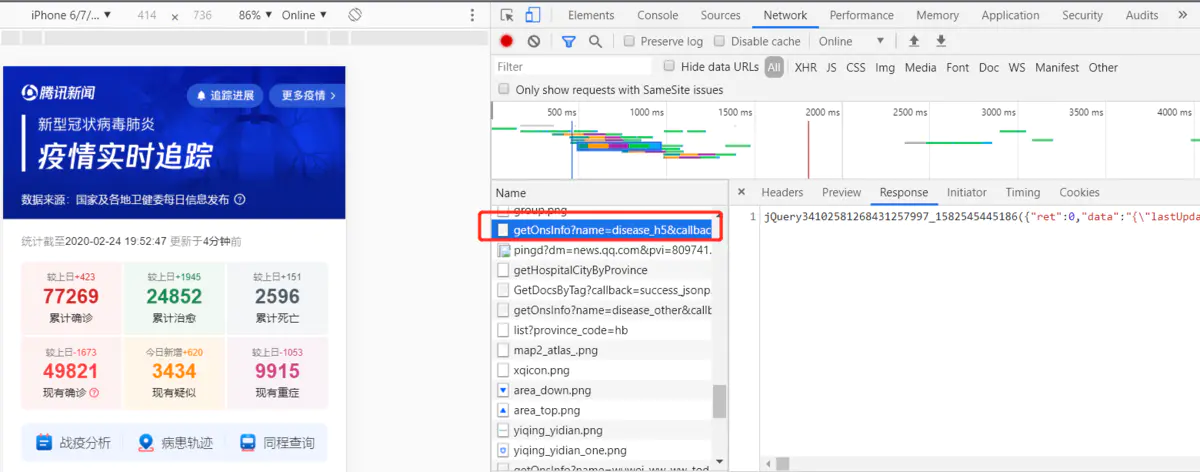 iPhone 6/7/... ▼ 414 × 736 86% ▼ Online ▼
腾讯新闻
追踪进展 更多疫情 >
新型冠状病毒肺炎
疫情实时追踪
数据来源：国家及各地卫健委每日信息发布 ?
统计截至2020-02-24 19:52:47 更新于4分钟前
较上日+423 较上日+1945 较上日+151
77269 24852 2596
累计确诊 累计治愈 累计死亡
较上日-1673 今日新增+620 较上日-1053
49821 3434 9915
现有确诊 ? 现有疑似 现有重症
战疫分析 病患轨迹 同程查询
Elements Console Sources Network Performance Memory Application Security Audits »
Preserve log Disable cache Online ▼
Filter Hide data URLs All XHR JS CSS Img Media Font Doc WS Manifest Other
Only show requests with SameSite issues
500 ms 1000 ms 1500 ms 2000 ms 2500 ms 3000 ms 3500 ms 4000 ms
Name
group.png
getOnsInfo?name=disease_h5&callbac
pingd?dm=news.qq.com&pvi=809741.
getHospitalCityByProvince
GetDocsByTag?callback=success_jsonp.
getOnsInfo?name=disease_other&callb
list?province_code=hb
map2_atlas_.png
xqicon.png
area_down.png
area_top.png
yiqing_yidian.png
yiqing_yidian_one.png
× Headers Preview Response Initiator Timing Cookies
1 jQuery34102581268431257997_1582545445186({"ret":0,"data":"{\"lastUpda